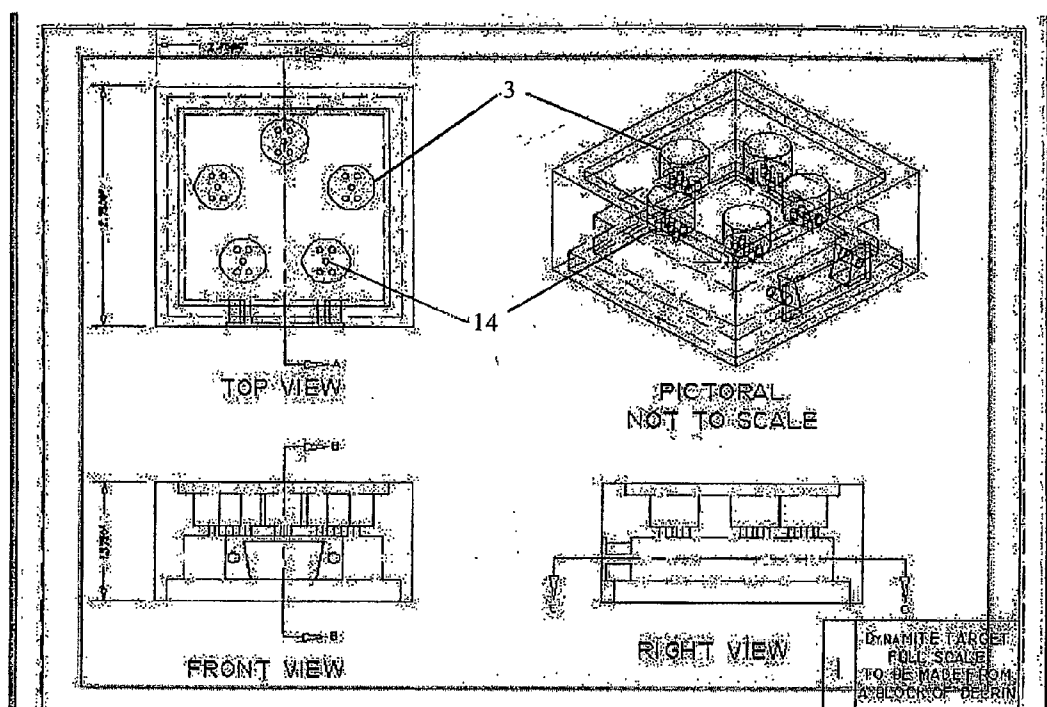 3
14
TOP VIEW
PICTORAL
NOT TO SCALE
FRONT VIEW
RIGHT VIEW
DYNAMITE TARGET
FULL SCALE
TO BE MADE FROM
A BLOCK OF DELRIN